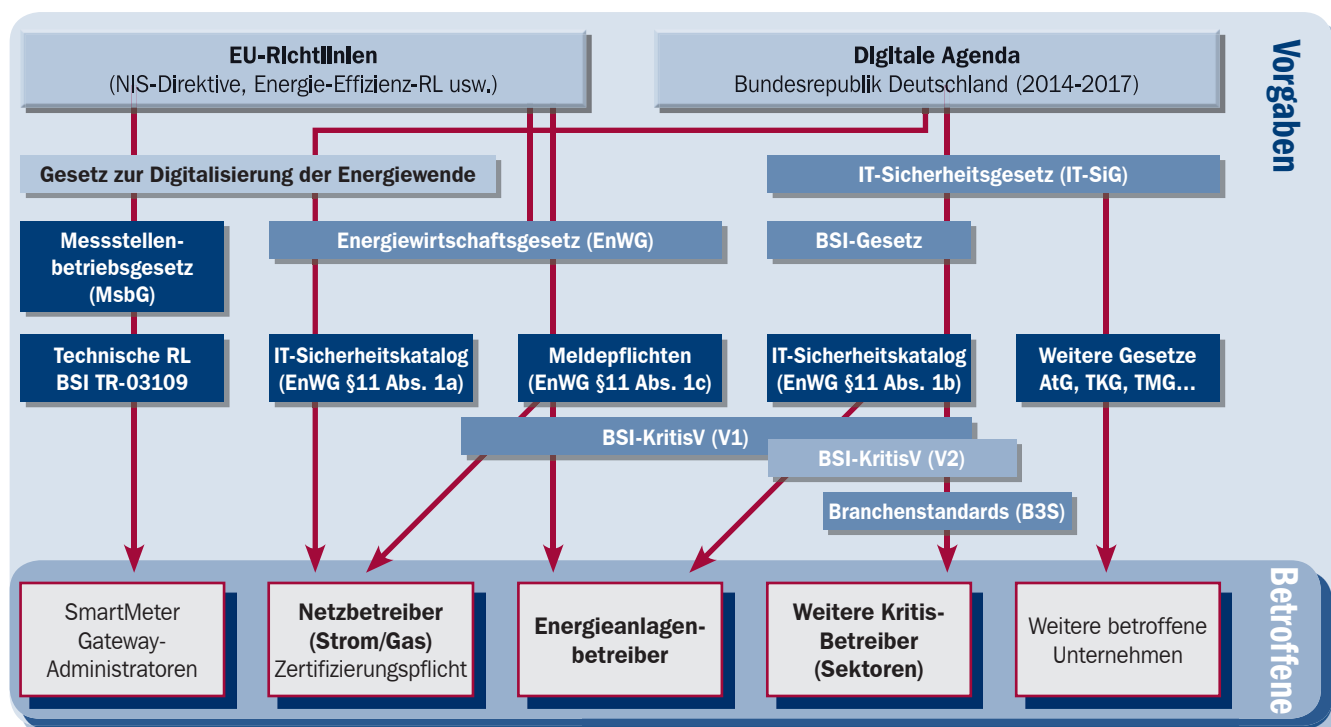 EU-Richtlinien
(NIS-Direktive, Energie-Effizienz-RL usw.)
Digitale Agenda
Bundesrepublik Deutschland (2014-2017)
Vorgaben
Gesetz zur Digitalisierung der Energiewende
IT-Sicherheitsgesetz (IT-SiG)
Messstellen-
betriebsgesetz
(MsbG)
Energiewirtschaftsgesetz (EnWG)
BSI-Gesetz
Technische RL
BSI TR-03109
IT-Sicherheitskatalog
(EnWG §11 Abs. 1a)
Meldepflichten
(EnWG §11 Abs. 1c)
IT-Sicherheitskatalog
(EnWG §11 Abs. 1b)
Weitere Gesetze
AtG, TKG, TMG...
BSI-KritisV (V1)
BSI-KritisV (V2)
Branchenstandards (B3S)
SmartMeter
Gateway-
Administratoren
Netzbetreiber
(Strom/Gas)
Zertifizierungspflicht
Energieanlagen-
betreiber
Weitere Kritis-
Betreiber
(Sektoren)
Weitere betroffene
Unternehmen
Betroffene